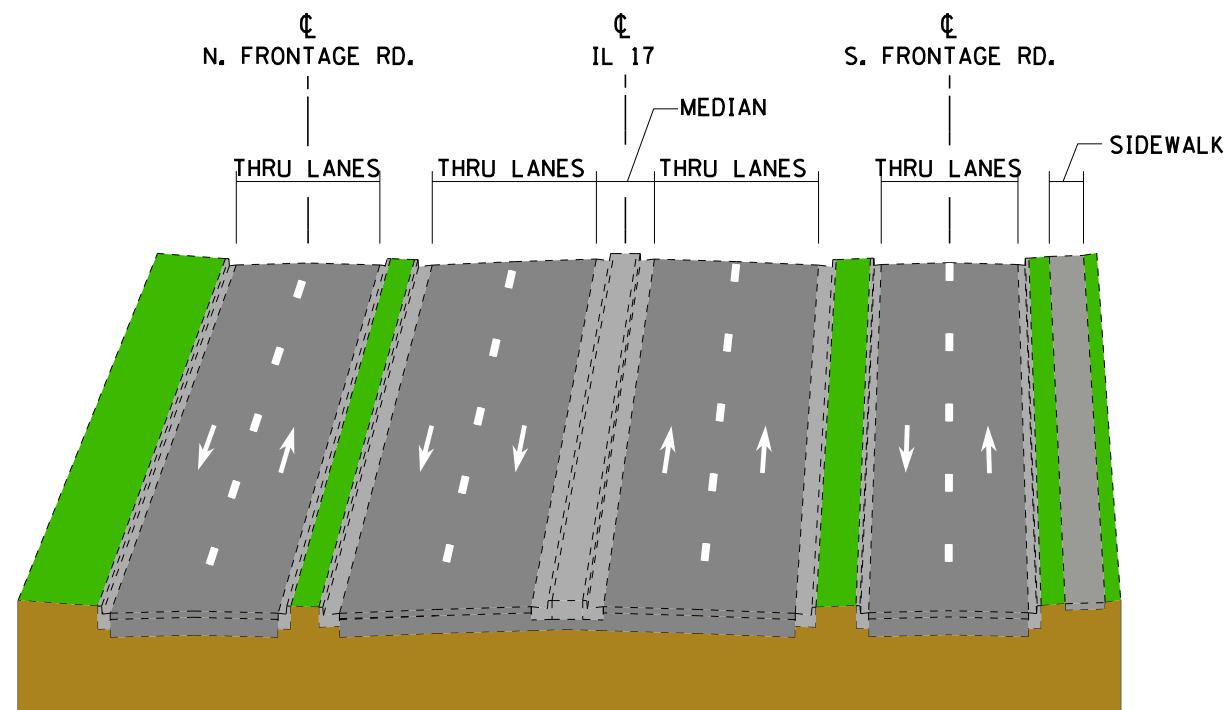 ℄ ℄ ℄
N. FRONTAGE RD. IL 17 S. FRONTAGE RD.
MEDIAN
SIDEWALK
THRU LANES THRU LANES THRU LANES THRU LANES